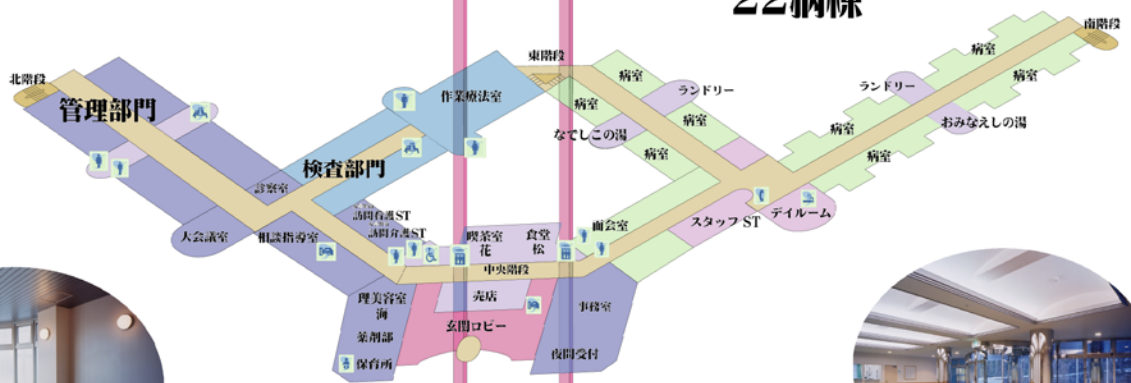 22病棟
南階段
北階段
管理部門
東階段
作業療法室
病室
ランドリー
病室
病室
なでしこの湯
病室
病室
病室
ランドリー
おみなえしの湯
病室
病室
検査部門
診察室
訪問看護ST
訪問介護ST
大会議室
相談指導室
喫茶室
花
食堂
松
面会室
スタッフST
デイルーム
中央階段
理美容室
海
薬剤部
保育所
売店
玄関ロビー
事務室
夜間受付